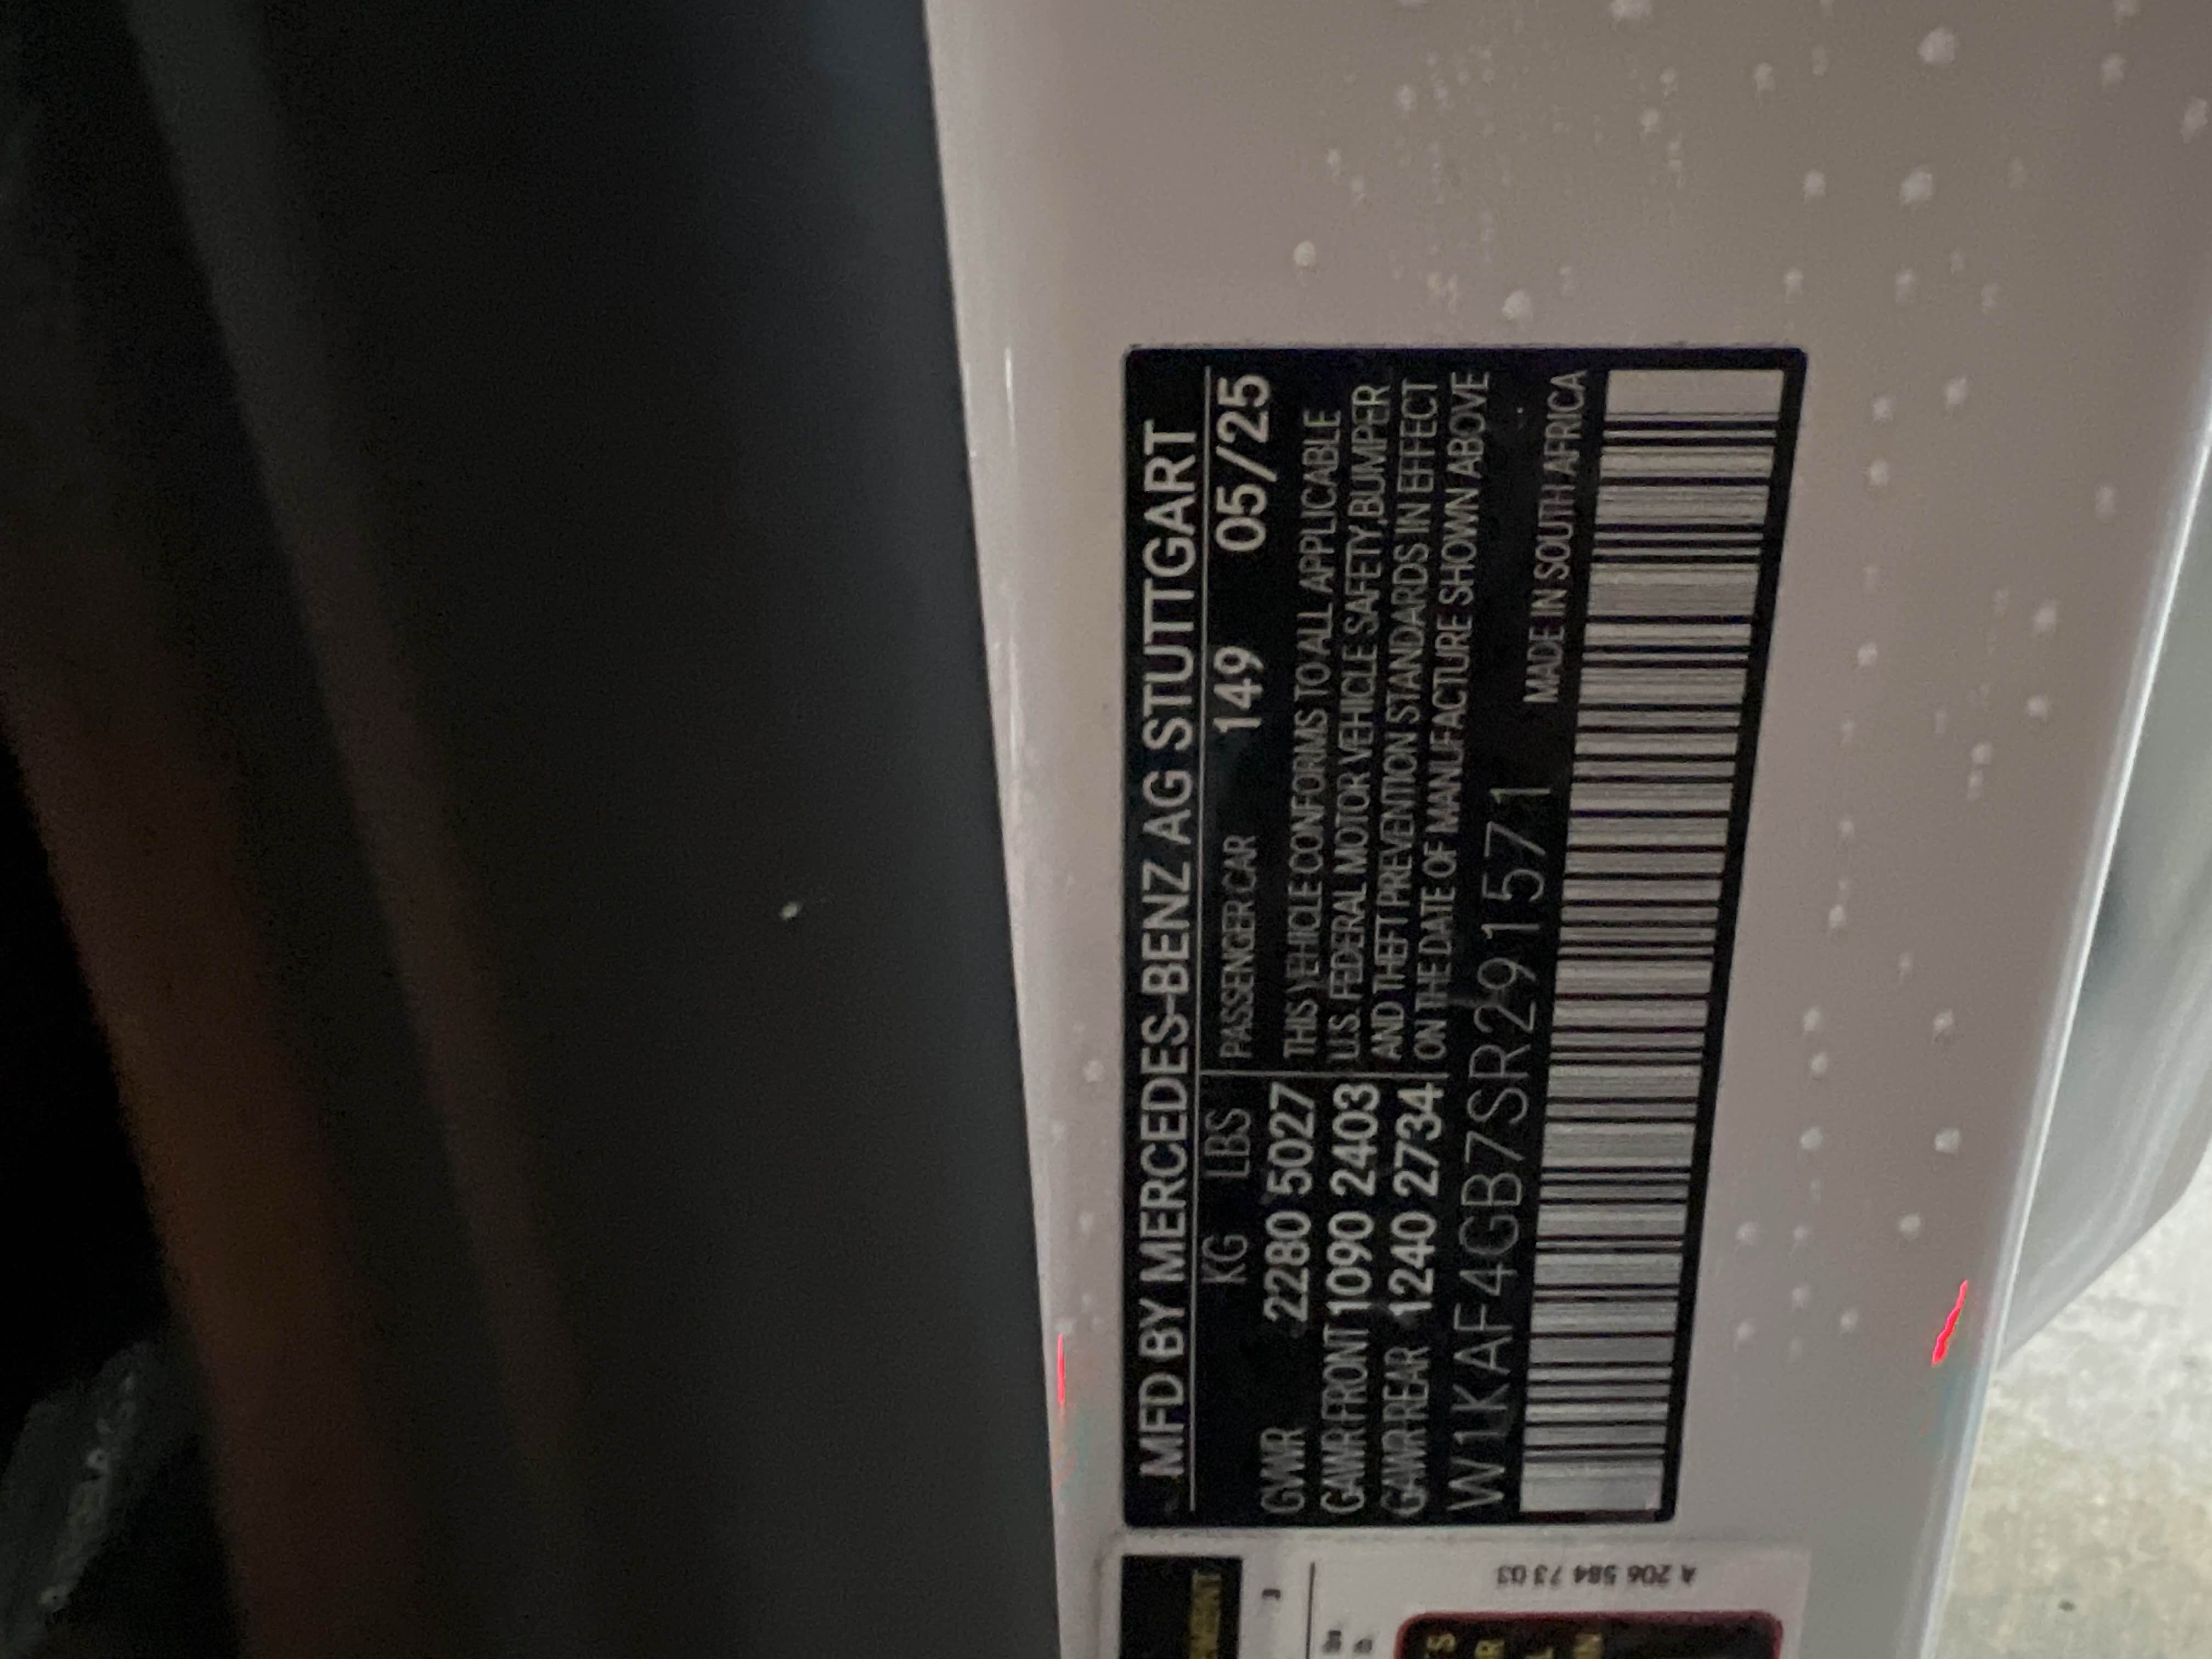 MFD BY MERCEDES-BENZ AG STUTTGART
KG LBS PASSENGER CAR 149 05/25
GVWR 2280 5027
GAWR FRONT 1090 2403
GAWR REAR 1240 2734
THIS VEHICLE CONFORMS TO ALL APPLICABLE
U.S. FEDERAL MOTOR VEHICLE SAFETY, BUMPER
AND THEFT PREVENTION STANDARDS IN EFFECT
ON THE DATE OF MANUFACTURE SHOWN ABOVE
W1KAF4GB7SR291571
MADE IN SOUTH AFRICA
A 206 584 73 03